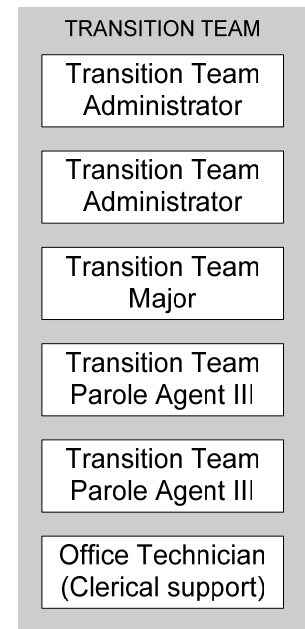 TRANSITION TEAM
Transition Team
Administrator
Transition Team
Administrator
Transition Team
Major
Transition Team
Parole Agent III
Transition Team
Parole Agent III
Office Technician
(Clerical support)